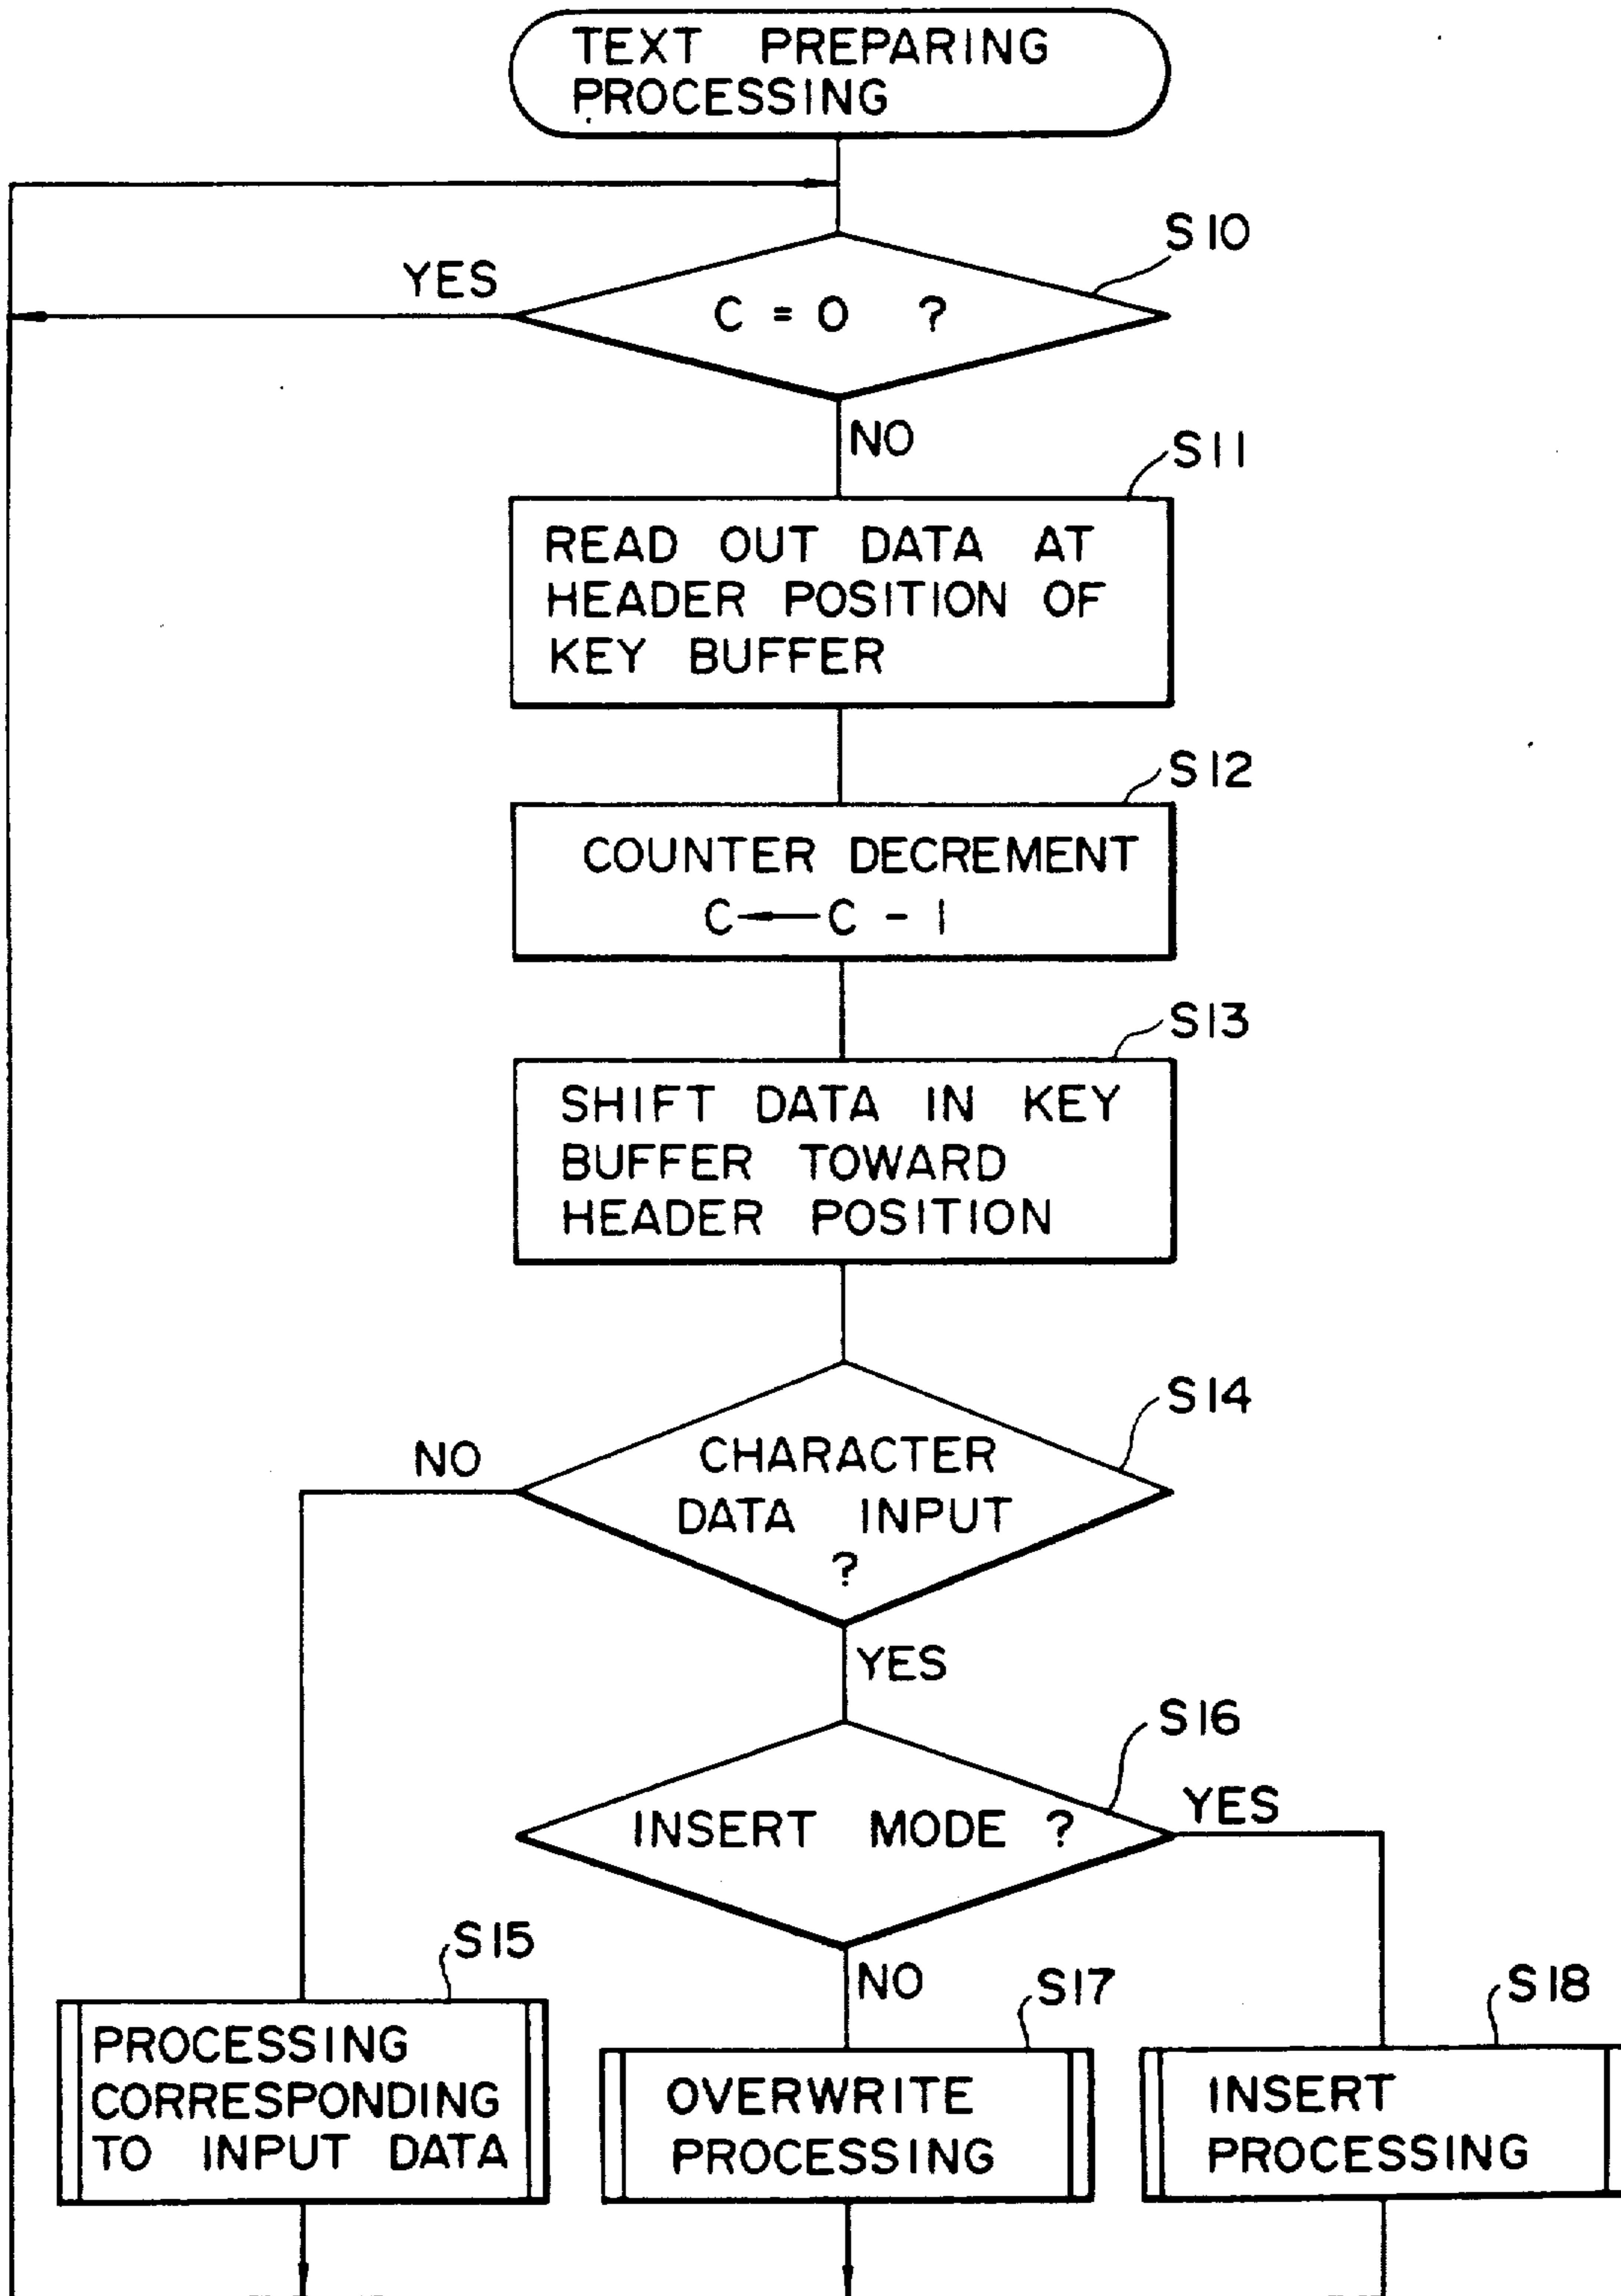 TEXT PREPARING
PROCESSING
S10
YES
C = 0 ?
NO
S11
READ OUT DATA AT
HEADER POSITION OF
KEY BUFFER
S12
COUNTER DECREMENT
C ← C - 1
S13
SHIFT DATA IN KEY
BUFFER TOWARD
HEADER POSITION
S14
NO
CHARACTER
DATA INPUT
?
YES
S16
INSERT MODE ?
YES
S15
NO
S17
S18
PROCESSING
CORRESPONDING
TO INPUT DATA
OVERWRITE
PROCESSING
INSERT
PROCESSING